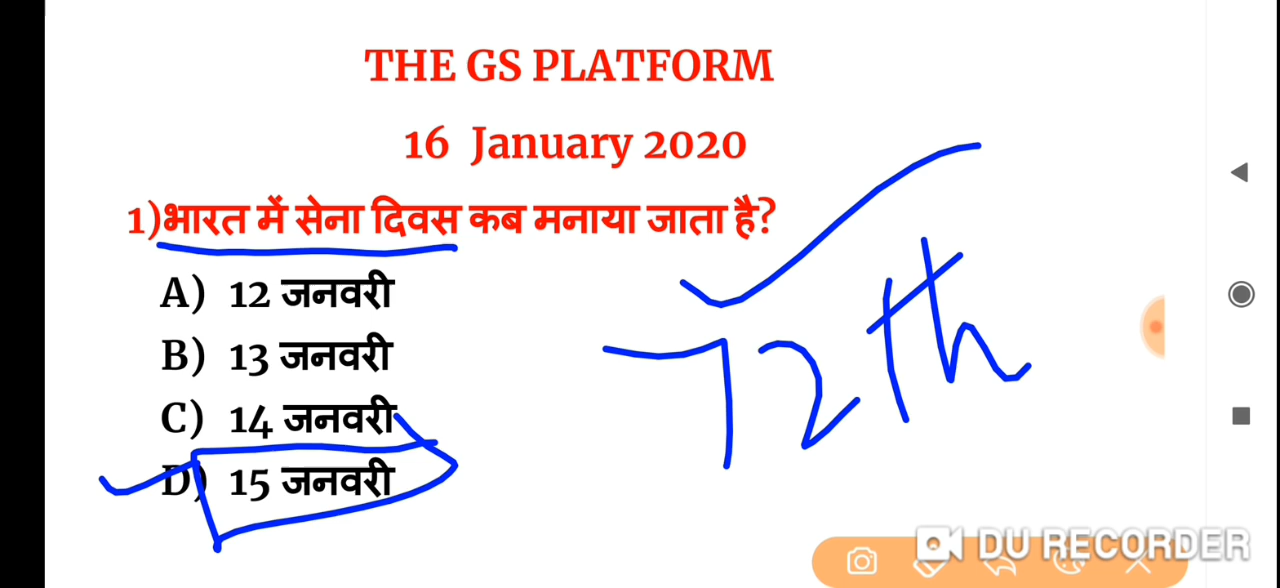 THE GS PLATFORM
16 January 2020
1)भारत में सेना दिवस कब मनाया जाता है?
A) 12 जनवरी
B) 13 जनवरी
C) 14 जनवरी
D) 15 जनवरी
72th
DU RECORDER